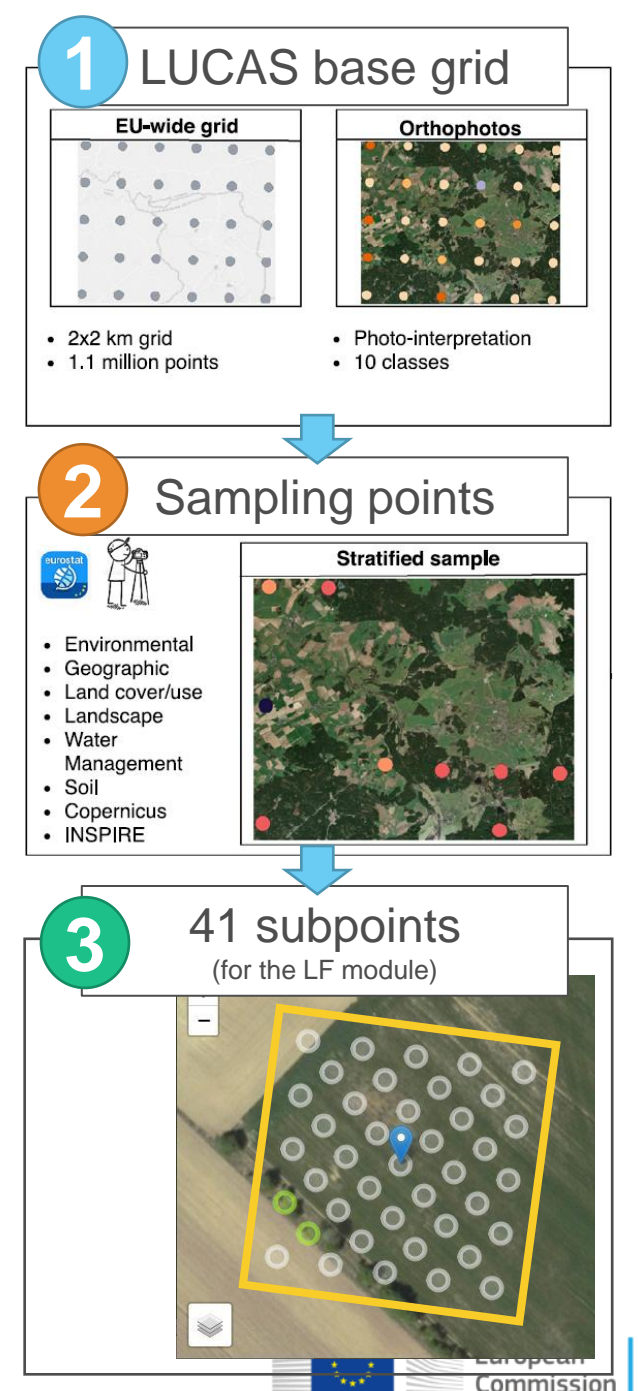 1 LUCAS base grid
EU-wide grid
• 2x2 km grid
• 1.1 million points
Orthophotos
• Photo-interpretation
• 10 classes
2 Sampling points
eurostat
• Environmental
• Geographic
• Land cover/use
• Landscape
• Water
Management
• Soil
• Copernicus
• INSPIRE
Stratified sample
3 41 subpoints
(for the LF module)
−
European
Commission